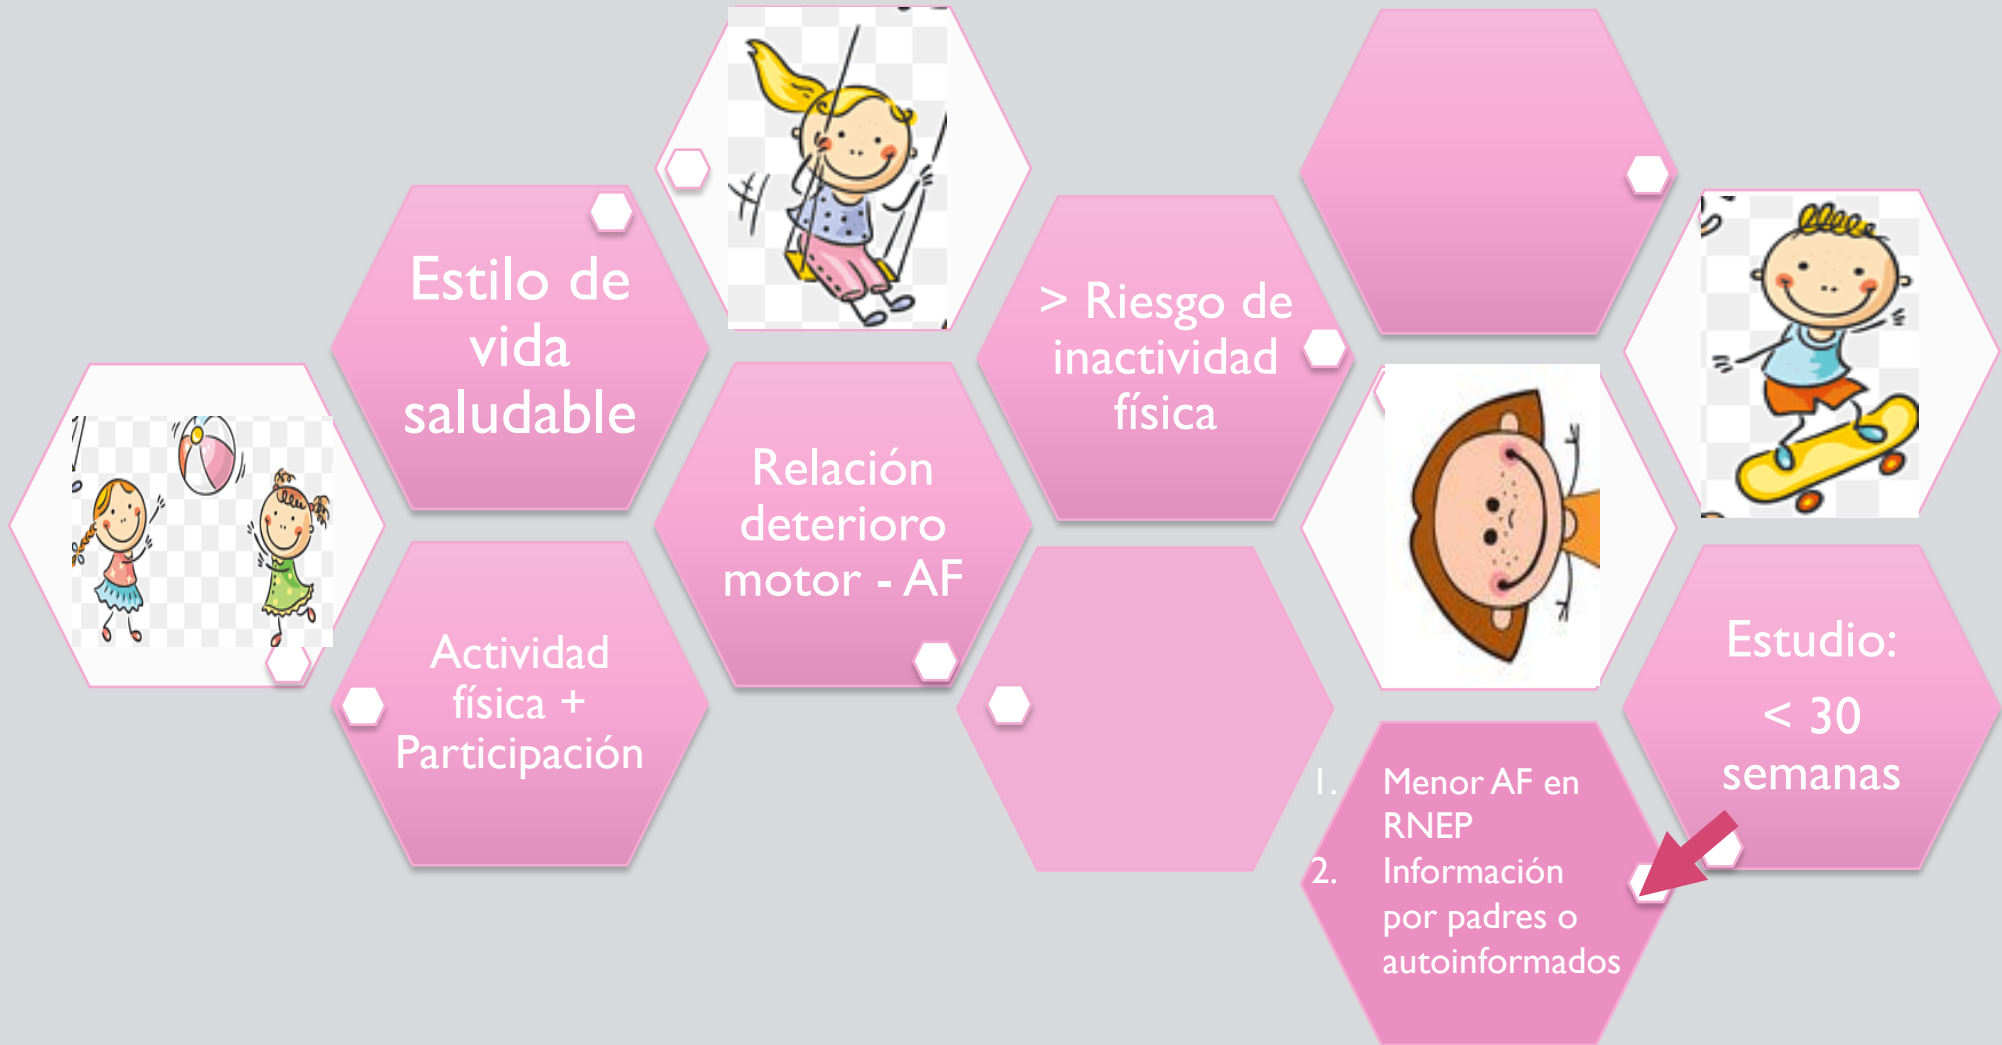 Estilo de
vida
saludable
Actividad
física +
Participación
Relación
deterioro
motor - AF
> Riesgo de
inactividad
física
Estudio:
< 30
semanas
1. Menor AF en
RNEP
2. Información
por padres o
autoinformados